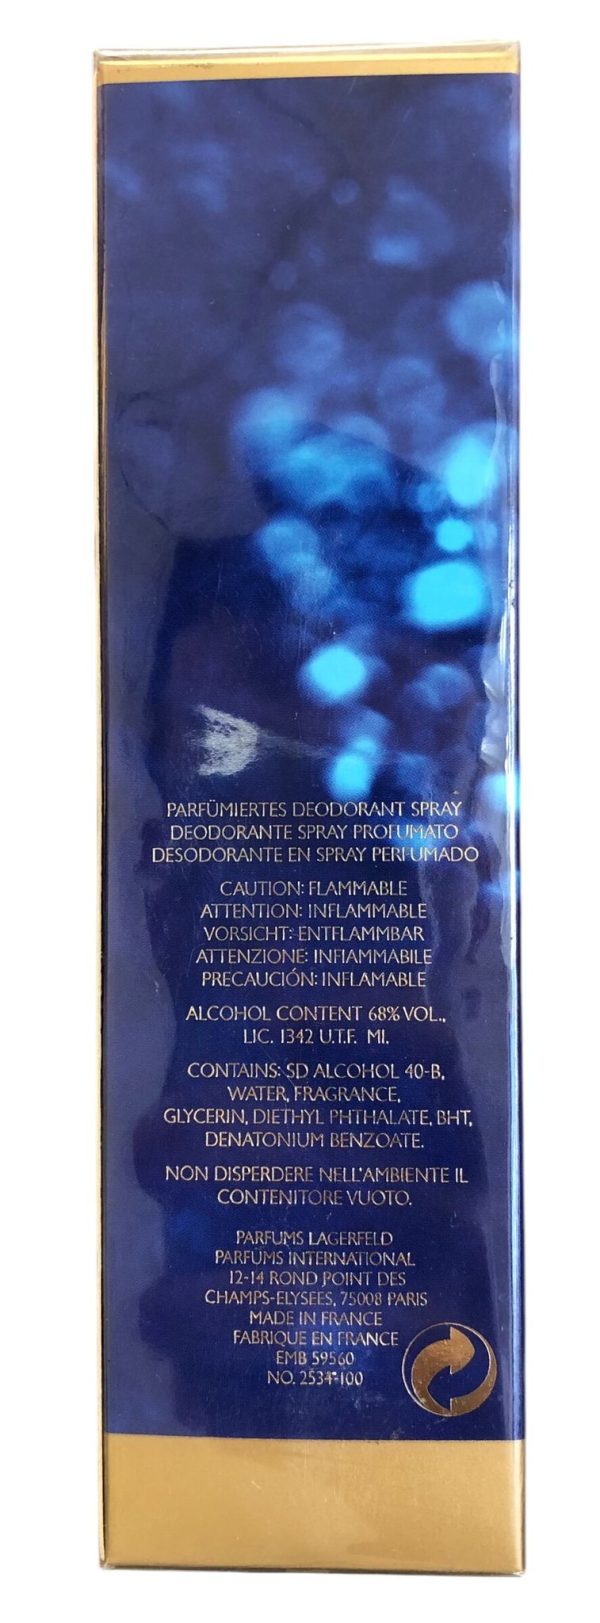 PARFÜMIERTES DEODORANT SPRAY
DEODORANTE SPRAY PROFUMATO
DESODORANTE EN SPRAY PERFUMADO
CAUTION: FLAMMABLE
ATTENTION: INFLAMMABLE
VORSICHT: ENTFLAMMBAR
ATTENZIONE: INFIAMMABILE
PRECAUCIÓN: INFLAMABLE
ALCOHOL CONTENT 68% VOL.,
LIC. 1342 U.T.F. MI.
CONTAINS: SD ALCOHOL 40-B,
WATER, FRAGRANCE,
GLYCERIN, DIETHYL PHTHALATE, BHT,
DENATONIUM BENZOATE.
NON DISPERDERE NELL'AMBIENTE IL
CONTENITORE VUOTO.
PARFUMS LAGERFELD
PARFÜMS INTERNATIONAL
12-14 ROND POINT DES
CHAMPS-ELYSEES, 75008 PARIS
MADE IN FRANCE
FABRIQUE EN FRANCE
EMB 59560
NO. 2534-100